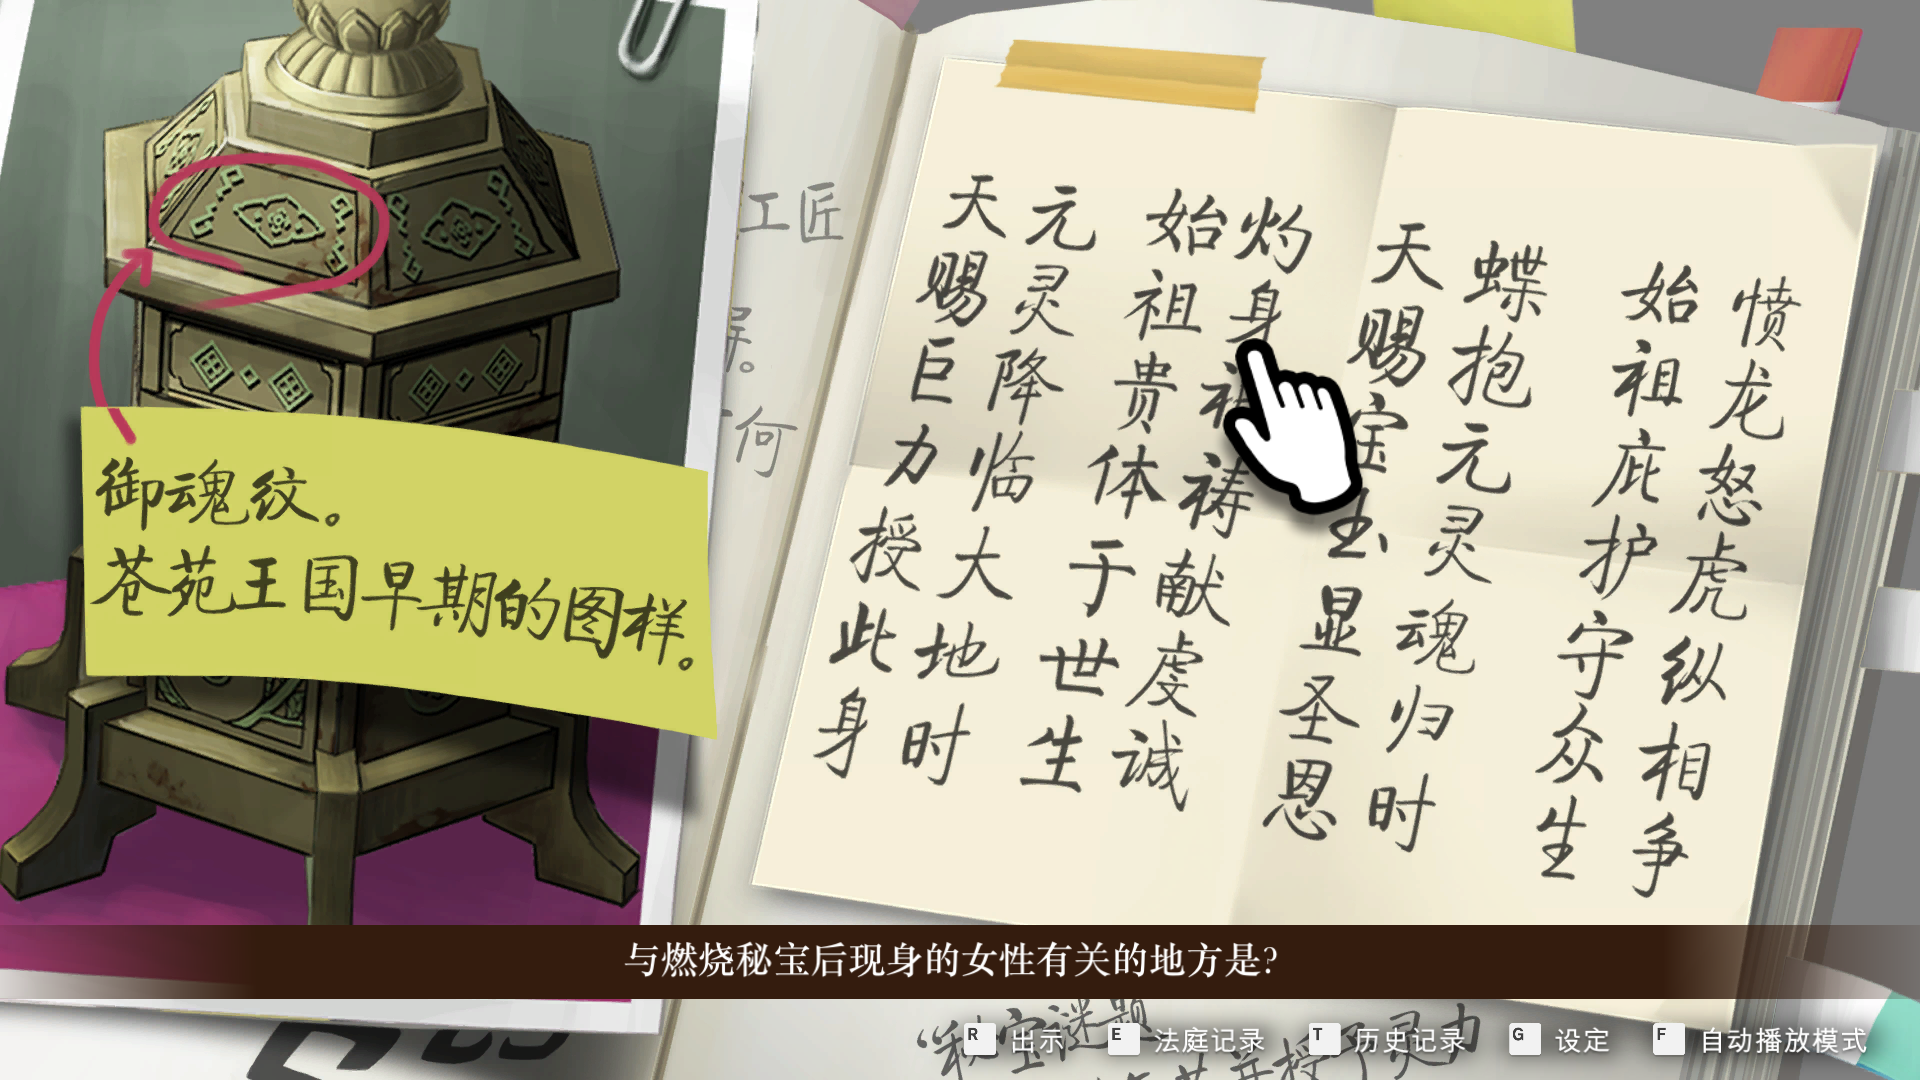 御魂纹。
苍苑王国早期的图样。
工匠
何
愤龙怒虎纵相争
始祖庇护守众生
蝶抱元灵魂归时
天赐宝玉显圣恩
灼身祷献虔诚
始祖贵体于世生
元灵降临大地时
天赐巨力授此身
与燃烧秘宝后现身的女性有关的地方是?
R 出示
E 法庭记录
T 历史记录
G 设定
F 自动播放模式